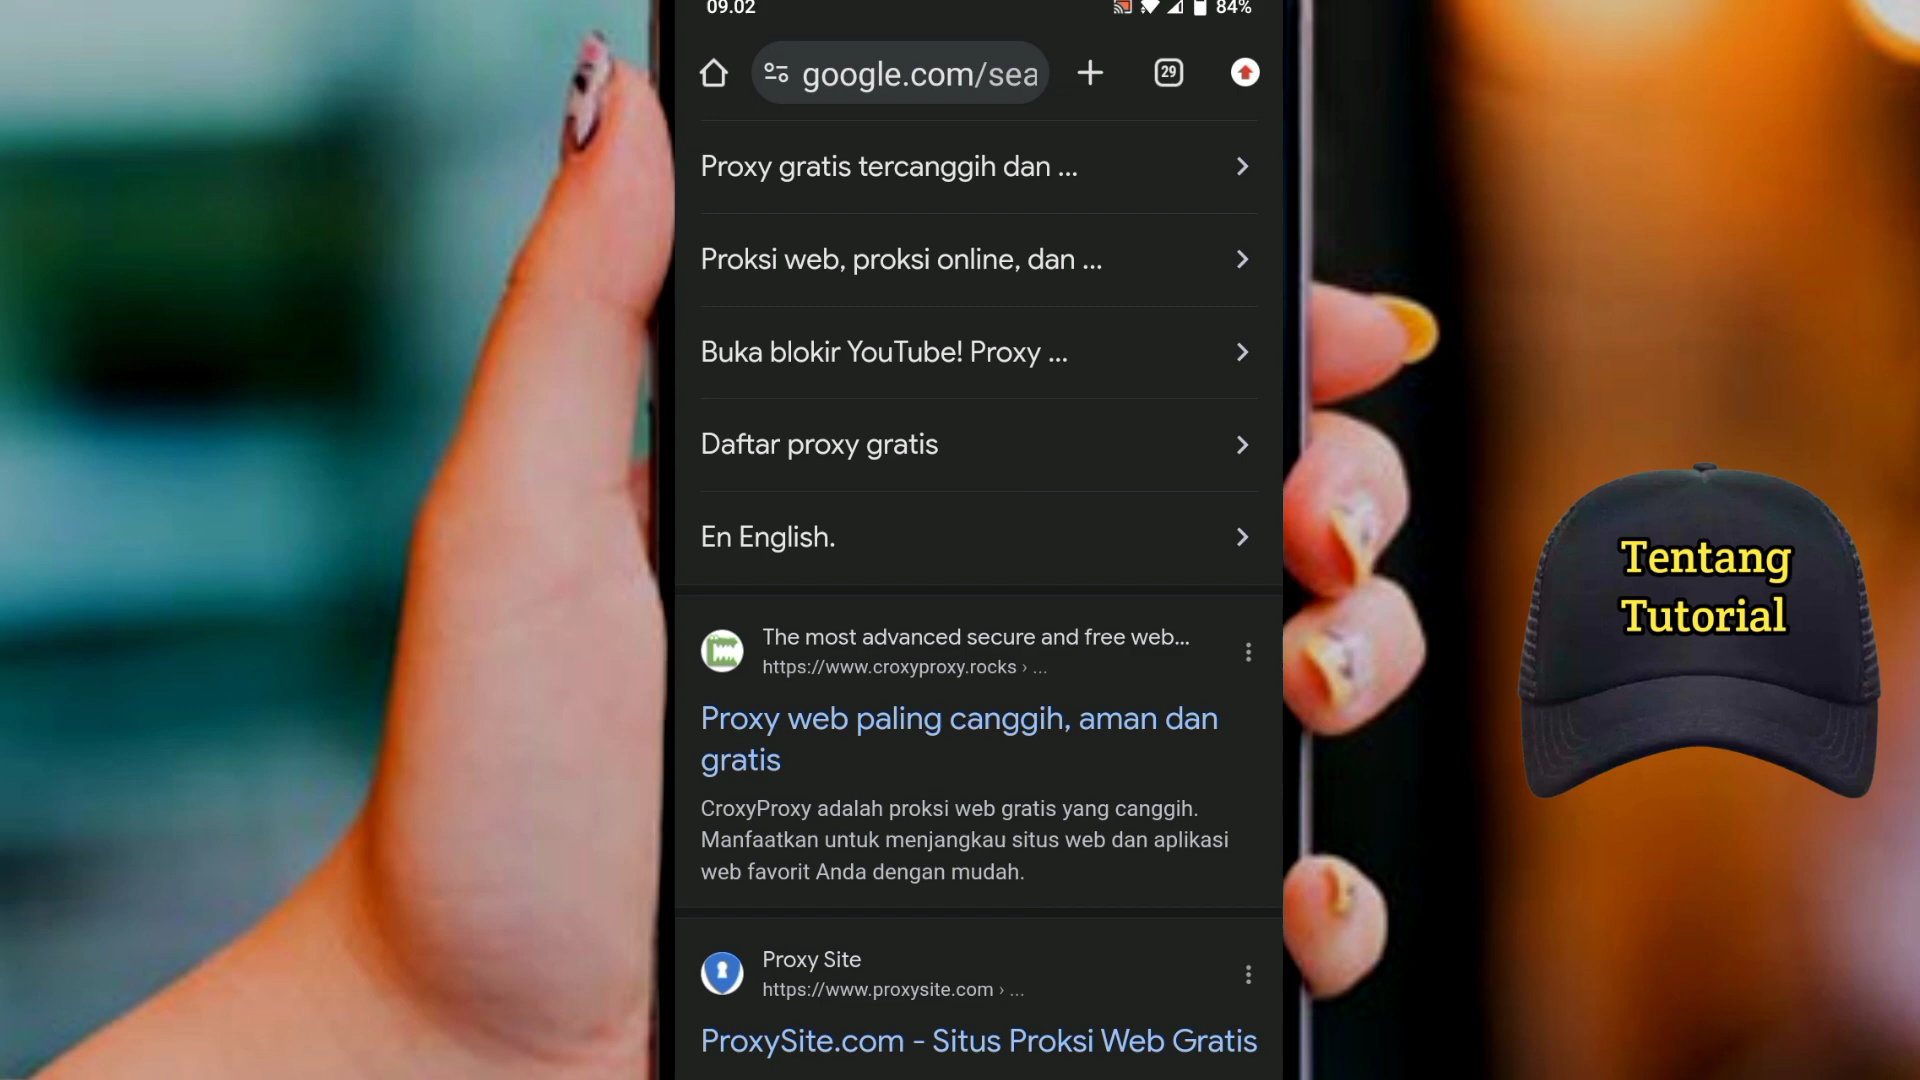 09.02
84%
google.com/sea
29
Proxy gratis tercanggih dan ...
Proksi web, proksi online, dan ...
Buka blokir YouTube! Proxy ...
Daftar proxy gratis
En English.
The most advanced secure and free web...
https://www.croxyproxy.rocks › ...
Proxy web paling canggih, aman dan
gratis
CroxyProxy adalah proksi web gratis yang canggih.
Manfaatkan untuk menjangkau situs web dan aplikasi
web favorit Anda dengan mudah.
Proxy Site
https://www.proxysite.com › ...
ProxySite.com - Situs Proksi Web Gratis
Tentang
Tutorial